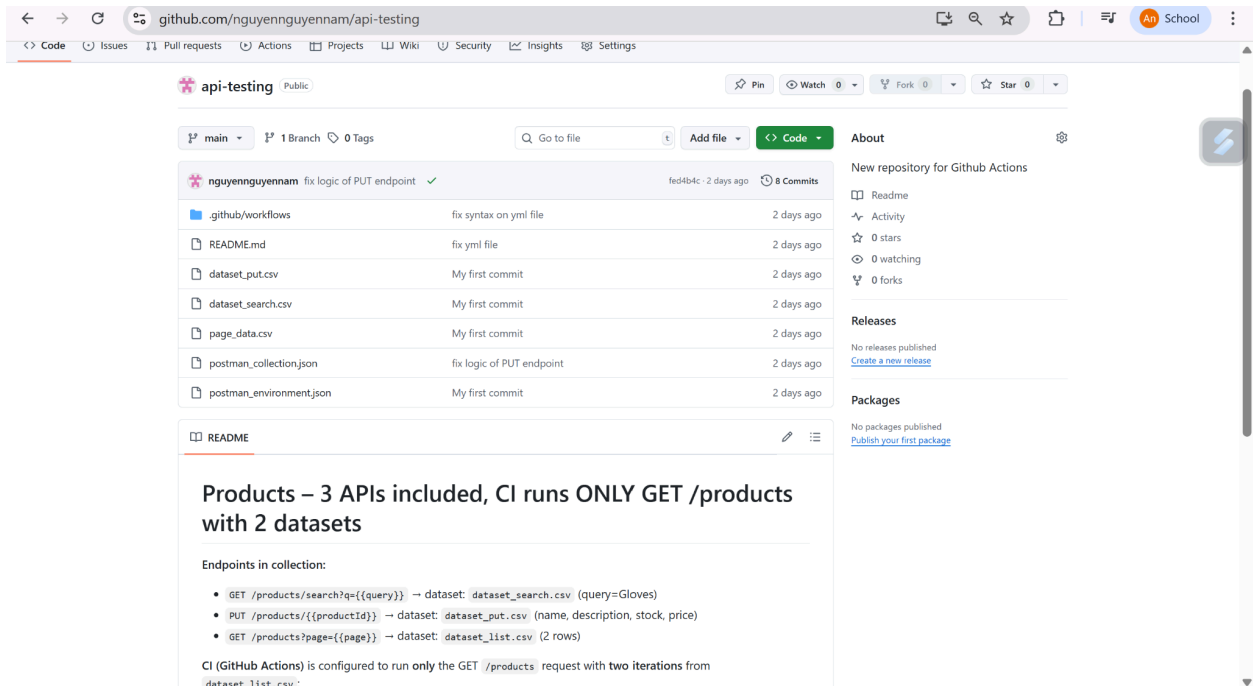 github.com/nguyennguyennam/api-testing
An School
Code Issues Pull requests Actions Projects Wiki Security Insights Settings
api-testing Public Pin Watch 0 Fork 0 Star 0
main 1 Branch 0 Tags Go to file t Add file Code
nguyennguyennam fix logic of PUT endpoint fed4b4c · 2 days ago 8 Commits
.github/workflows fix syntax on yml file 2 days ago
README.md fix yml file 2 days ago
dataset_put.csv My first commit 2 days ago
dataset_search.csv My first commit 2 days ago
page_data.csv My first commit 2 days ago
postman_collection.json fix logic of PUT endpoint 2 days ago
postman_environment.json My first commit 2 days ago
README
Products – 3 APIs included, CI runs ONLY GET /products
with 2 datasets
Endpoints in collection:
• GET /products/search?q={{query}} → dataset: dataset_search.csv (query=Gloves)
• PUT /products/{{productId}} → dataset: dataset_put.csv (name, description, stock, price)
• GET /products?page={{page}} → dataset: dataset_list.csv (2 rows)
CI (GitHub Actions) is configured to run only the GET /products request with two iterations from
dataset_list.csv:
About
New repository for Github Actions
Readme
Activity
0 stars
0 watching
0 forks
Releases
No releases published
Create a new release
Packages
No packages published
Publish your first package